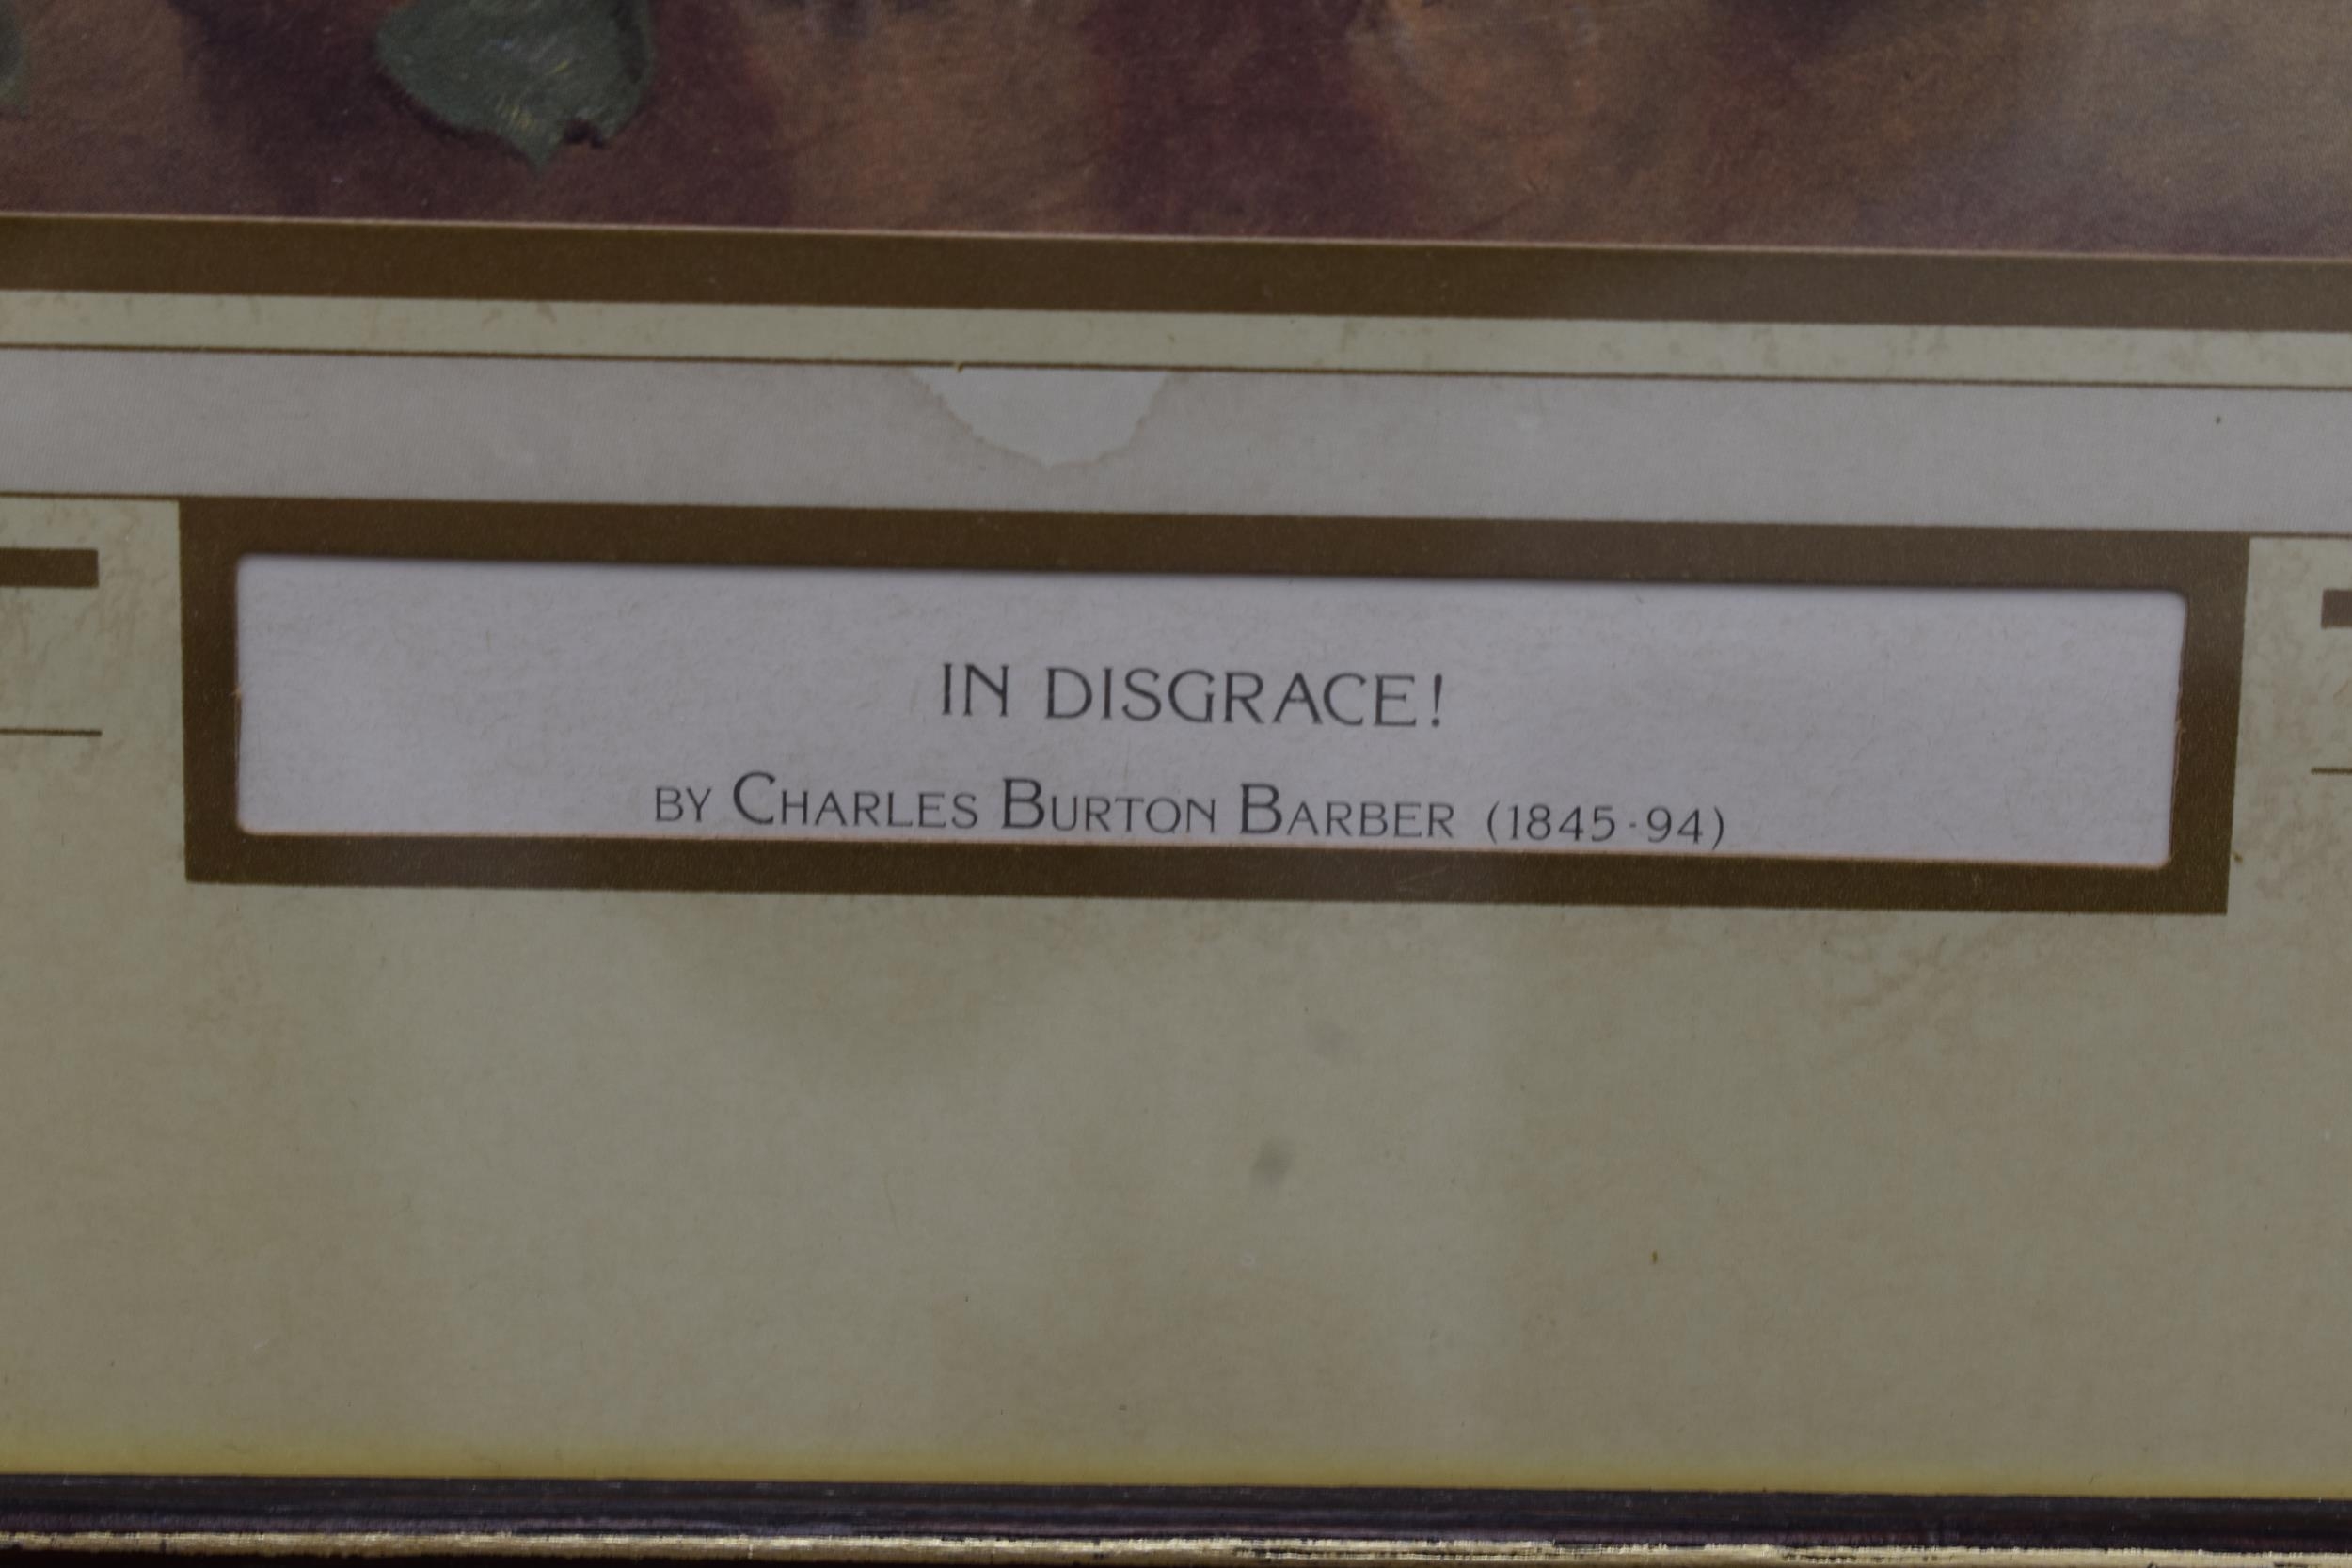 IN DISGRACE!
BY CHARLES BURTON BARBER (1845-94)